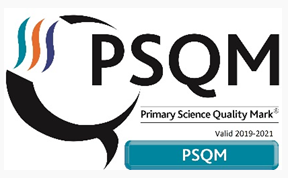 PSQM
Primary Science Quality Mark®
Valid 2019-2021
PSQM